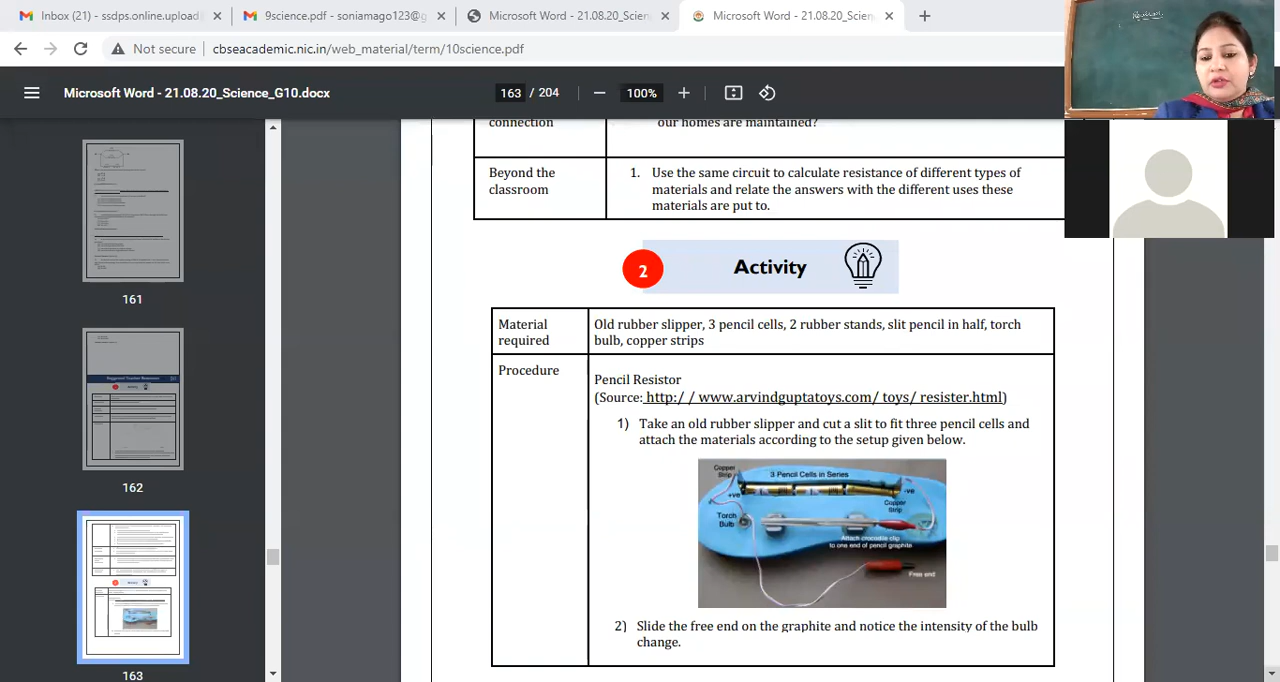 Inbox (21) - ssdps.online.upload
9science.pdf - soniamago123@g
Microsoft Word - 21.08.20_Scien
Microsoft Word - 21.08.20_Scien
Not secure
cbseacademic.nic.in/web_material/term/10science.pdf
Microsoft Word - 21.08.20_Science_G10.docx
163 / 204
100%
161
162
163
connection
our homes are maintained?
Beyond the
classroom
1. Use the same circuit to calculate resistance of different types of
materials and relate the answers with the different uses these
materials are put to.
2
Activity
Material
required
Old rubber slipper, 3 pencil cells, 2 rubber stands, slit pencil in half, torch
bulb, copper strips
Procedure
Pencil Resistor
(Source: http:/ / www.arvindguptatoys.com/ toys/ resister.html)
1) Take an old rubber slipper and cut a slit to fit three pencil cells and
attach the materials according to the setup given below.
Copper
Strip
3 Pencil Cells in Series
+ve
-ve
Copper
Strip
Torch
Bulb
Attach crocodile clip
to one end of pencil graphite
Free end
2) Slide the free end on the graphite and notice the intensity of the bulb
change.